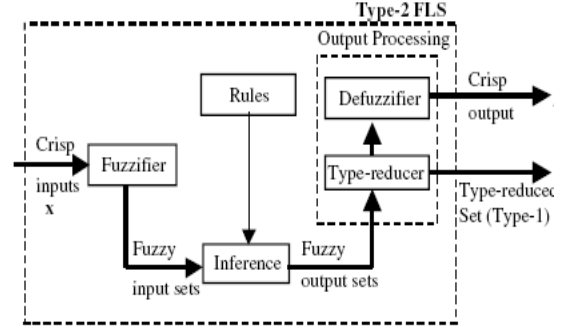 Type-2 FLS
Output Processing
Rules
Defuzzifier
Crisp
output
Crisp
inputs
x
Fuzzifier
Type-reducer
Type-reduced
Set (Type-1)
Fuzzy
input sets
Inference
Fuzzy
output sets